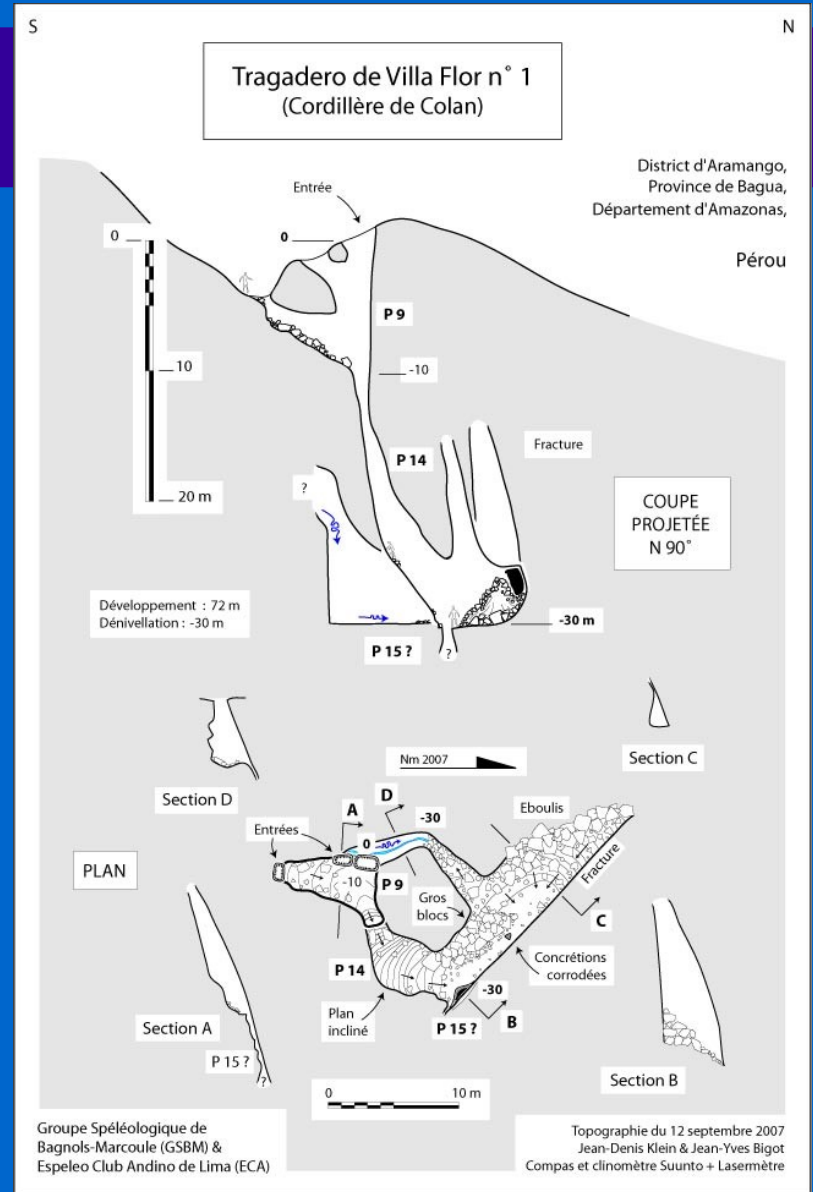 S
N
Tragadero de Villa Flor n° 1
(Cordillère de Colan)
District d'Aramango,
Province de Bagua,
Département d'Amazonas,
Pérou
Entrée
0
0
P 9
10
-10
P 14
Fracture
20 m
?
COUPE
PROJETÉE
N 90°
Développement : 72 m
Dénivellation : -30 m
-30 m
P 15 ?
?
Section D
Nm 2007
Section C
A
D
-30
Eboulis
Entrées
0
PLAN
-10
P 9
Fracture
Gros
blocs
C
P 14
Concrétions
corrodées
-30
Section A
Plan
incliné
P 15 ?
B
P 15 ?
?
Section B
0
10 m
Groupe Spéléologique de
Bagnols-Marcoule (GSBM) &
Espeleo Club Andino de Lima (ECA)
Topographie du 12 septembre 2007
Jean-Denis Klein & Jean-Yves Bigot
Compas et clinomètre Suunto + Lasermètre